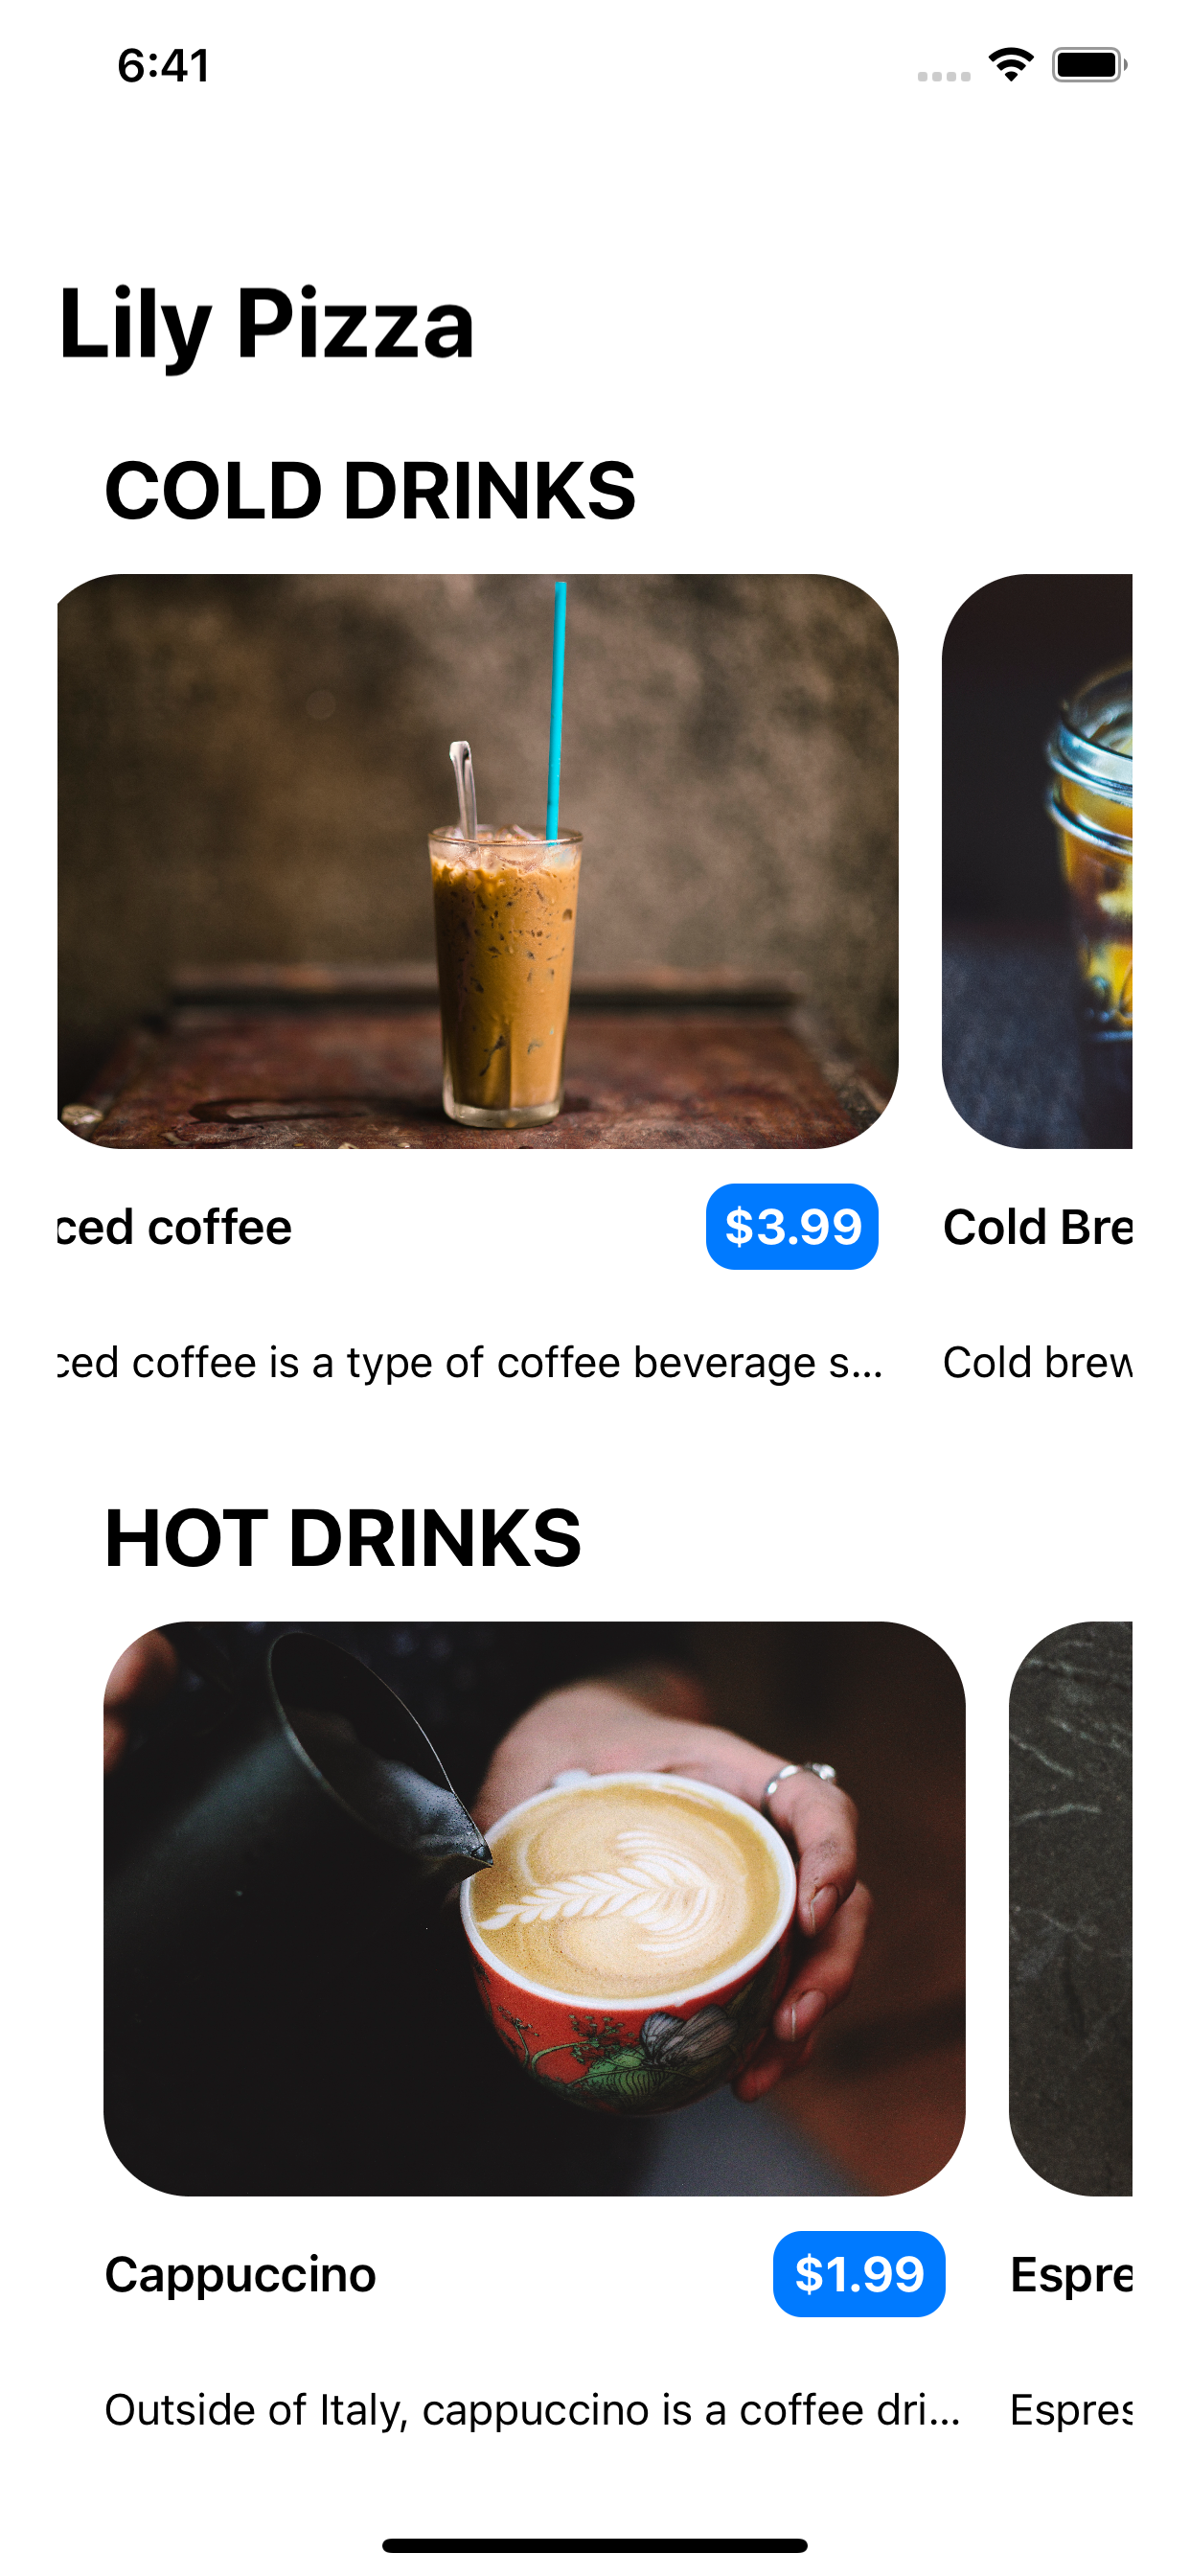 6:41
Lily Pizza
COLD DRINKS
ced coffee
$3.99
Cold Bre
ced coffee is a type of coffee beverage s...
Cold brew
HOT DRINKS
Cappuccino
$1.99
Espre
Outside of Italy, cappuccino is a coffee dri...
Espres